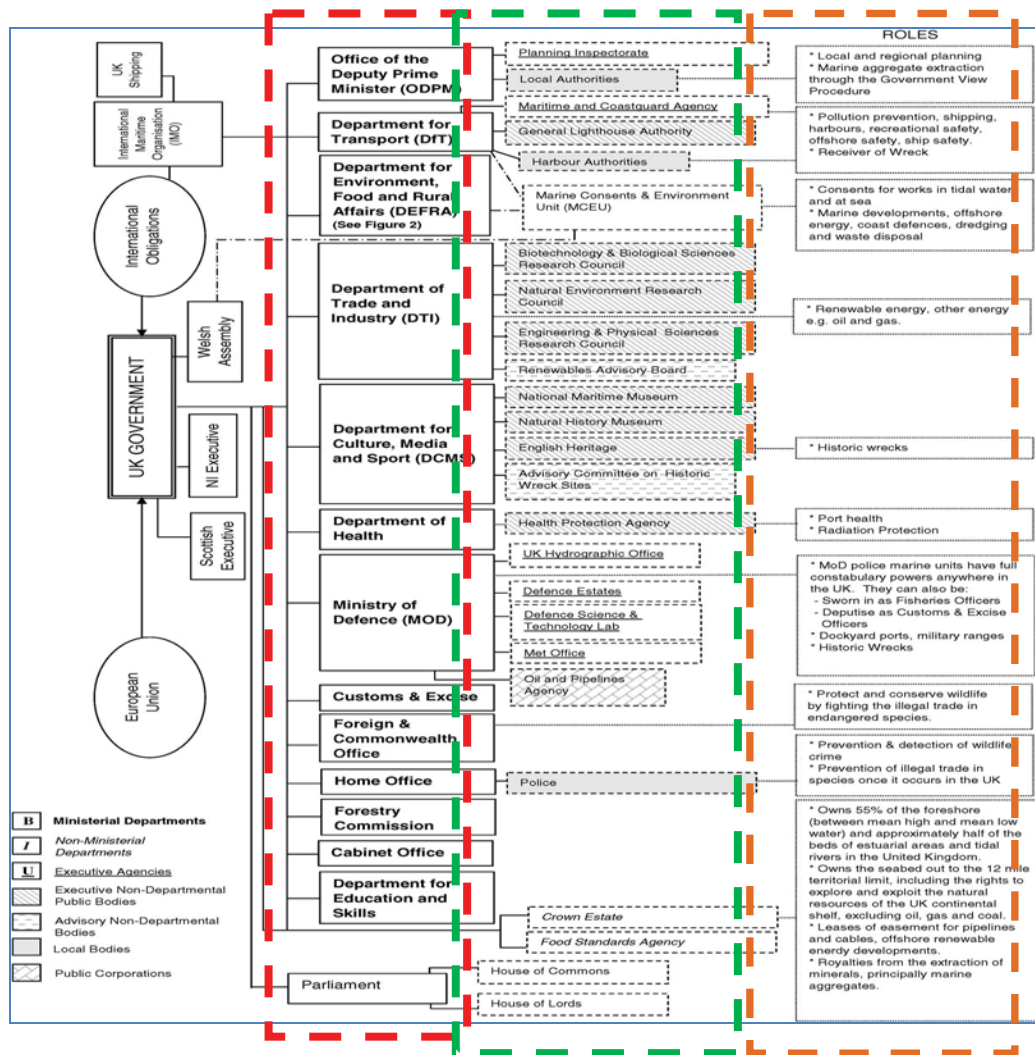 ROLES
UK
Shipping
International
Maritime
Organisation
(IMO)
International
Obligations
Welsh
Assembly
UK GOVERNMENT
NI Executive
Scottish
Executive
European
Union
Office of the
Deputy Prime
Minister (ODPM)
Department for
Transport (DfT)
Department for
Environment,
Food and Rural
Affairs (DEFRA)
(See Figure 2)
Department of
Trade and
Industry (DTI)
Department for
Culture, Media
and Sport (DCMS)
Department of
Health
Ministry of
Defence (MOD)
Customs & Excise
Foreign &
Commonwealth
Office
Home Office
Forestry
Commission
Cabinet Office
Department for
Education and
Skills
Parliament
Planning Inspectorate
Local Authorities
Maritime and Coastguard Agency
General Lighthouse Authority
Harbour Authorities
Marine Consents & Environment
Unit (MCEU)
Biotechnology & Biological Sciences
Research Council
Natural Environment Research
Council
Engineering & Physical Sciences
Research Council
Renewables Advisory Board
National Maritime Museum
Natural History Museum
English Heritage
Advisory Committee on Historic
Wreck Sites
Health Protection Agency
UK Hydrographic Office
Defence Estates
Defence Science &
Technology Lab
Met Office
Oil and Pipelines
Agency
Police
Crown Estate
Food Standards Agency
House of Commons
House of Lords
* Local and regional planning
* Marine aggregate extraction
through the Government View
Procedure
* Pollution prevention, shipping,
harbours, recreational safety,
offshore safety, ship safety.
* Receiver of Wreck
* Consents for works in tidal water
and at sea
* Marine developments, offshore
energy, coast defences, dredging
and waste disposal
* Renewable energy, other energy
e.g. oil and gas.
* Historic wrecks
* Port health
* Radiation Protection
* MoD police marine units have full
constabulary powers anywhere in
the UK. They can also be:
- Sworn in as Fisheries Officers
- Deputise as Customs & Excise
Officers
* Dockyard ports, military ranges
* Historic Wrecks
* Protect and conserve wildlife
by fighting the illegal trade in
endangered species.
* Prevention & detection of wildlife
crime
* Prevention of illegal trade in
species once it occurs in the UK
* Owns 55% of the foreshore
(between mean high and mean low
water) and approximately half of the
beds of estuarial areas and tidal
rivers in the United Kingdom.
* Owns the seabed out to the 12 mile
territorial limit, including the rights to
explore and exploit the natural
resources of the UK continental
shelf, excluding oil, gas and coal.
* Leases of easement for pipelines
and cables, offshore renewable
enerdy developments.
* Royalties from the extraction of
minerals, principally marine
aggregates.
B Ministerial Departments
I Non-Ministerial
Departments
U Executive Agencies
Executive Non-Departmental
Public Bodies
Advisory Non-Departmental
Bodies
Local Bodies
Public Corporations